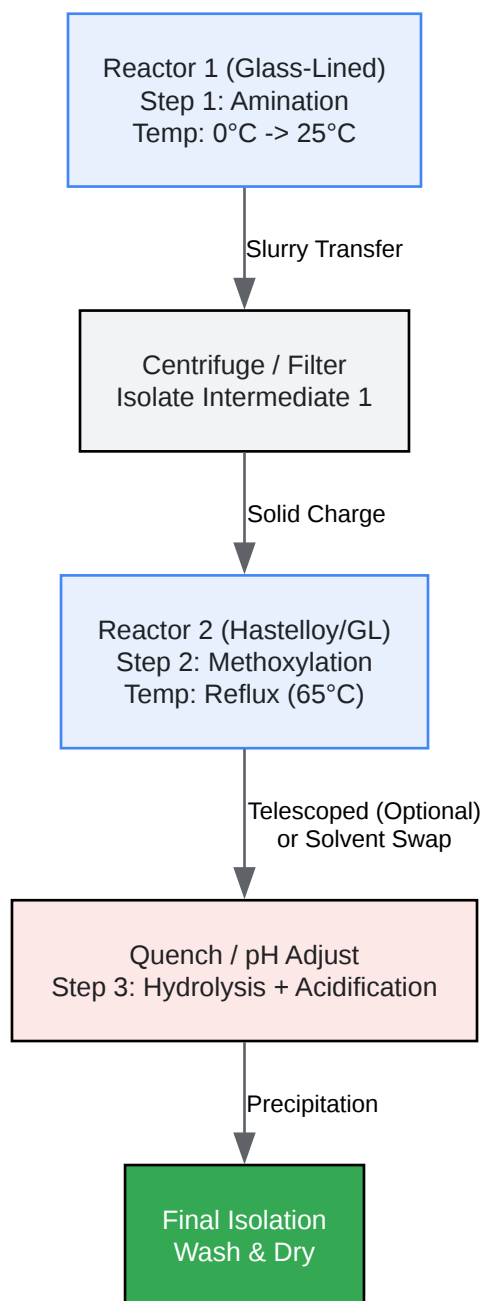 Reactor 1 (Glass-Lined)
Step 1: Amination
Temp: 0°C -> 25°C
Slurry Transfer
Centrifuge / Filter
Isolate Intermediate 1
Solid Charge
Reactor 2 (Hastelloy/GL)
Step 2: Methoxylation
Temp: Reflux (65°C)
Telescoped (Optional)
or Solvent Swap
Quench / pH Adjust
Step 3: Hydrolysis + Acidification
Precipitation
Final Isolation
Wash & Dry